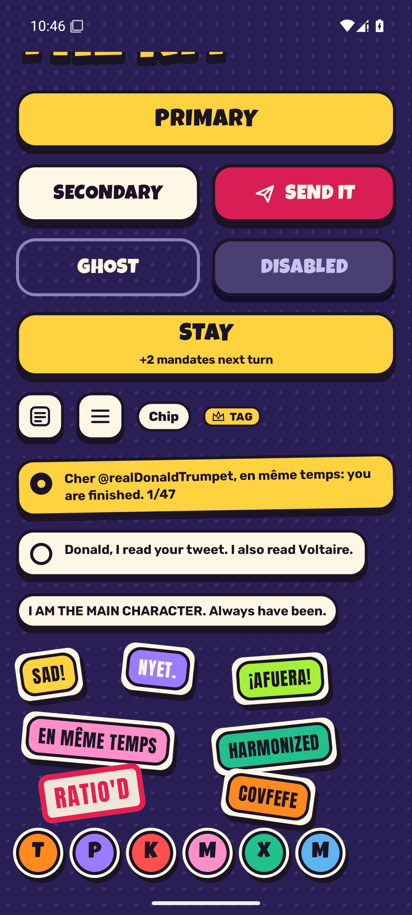 10:46
PRIMARY
SECONDARY
SEND IT
GHOST
DISABLED
STAY
+2 mandates next turn
Chip
TAG
Cher @realDonaldTrumpet, en même temps: you
are finished. 1/47
Donald, I read your tweet. I also read Voltaire.
I AM THE MAIN CHARACTER. Always have been.
SAD!
NYET.
¡AFUERA!
EN MÊME TEMPS
HARMONIZED
RATIO'D
COVFEFE
T P K M X M